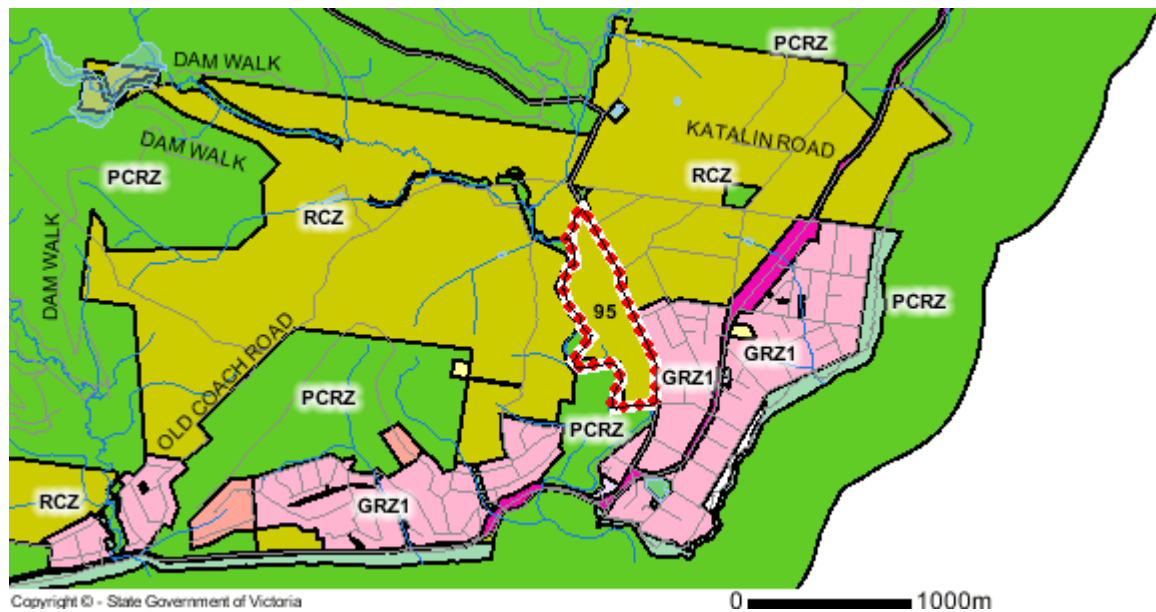 PCRZ
DAM WALK
KATALIN ROAD
DAM WALK
PCRZ
RCZ
RCZ
DAM WALK
PCRZ
95
OLD COACH ROAD
GRZ1
GRZ1
PCRZ
PCRZ
RCZ
GRZ1
Copyright © - State Government of Victoria
0 1000m